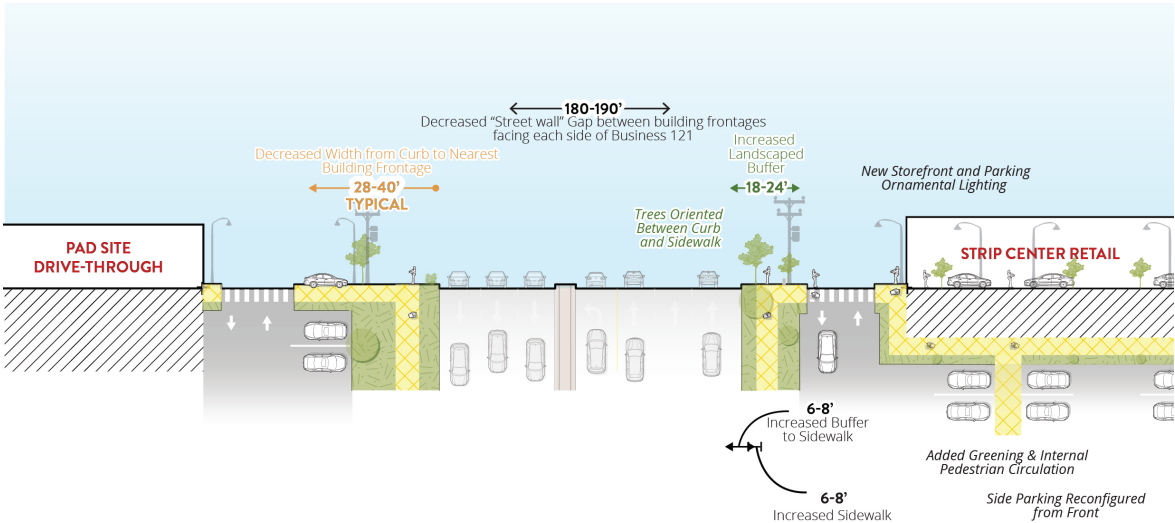 180-190’
Decreased “Street wall” Gap between building frontages
facing each side of Business 121
Decreased Width from Curb to Nearest
Building Frontage
28-40’
TYPICAL
Increased
Landscaped
Buffer
18-24’
Trees Oriented
Between Curb
and Sidewalk
New Storefront and Parking
Ornamental Lighting
PAD SITE
DRIVE-THROUGH
STRIP CENTER RETAIL
6-8’
Increased Buffer
to Sidewalk
6-8’
Increased Sidewalk
Added Greening & Internal
Pedestrian Circulation
Side Parking Reconfigured
from Front